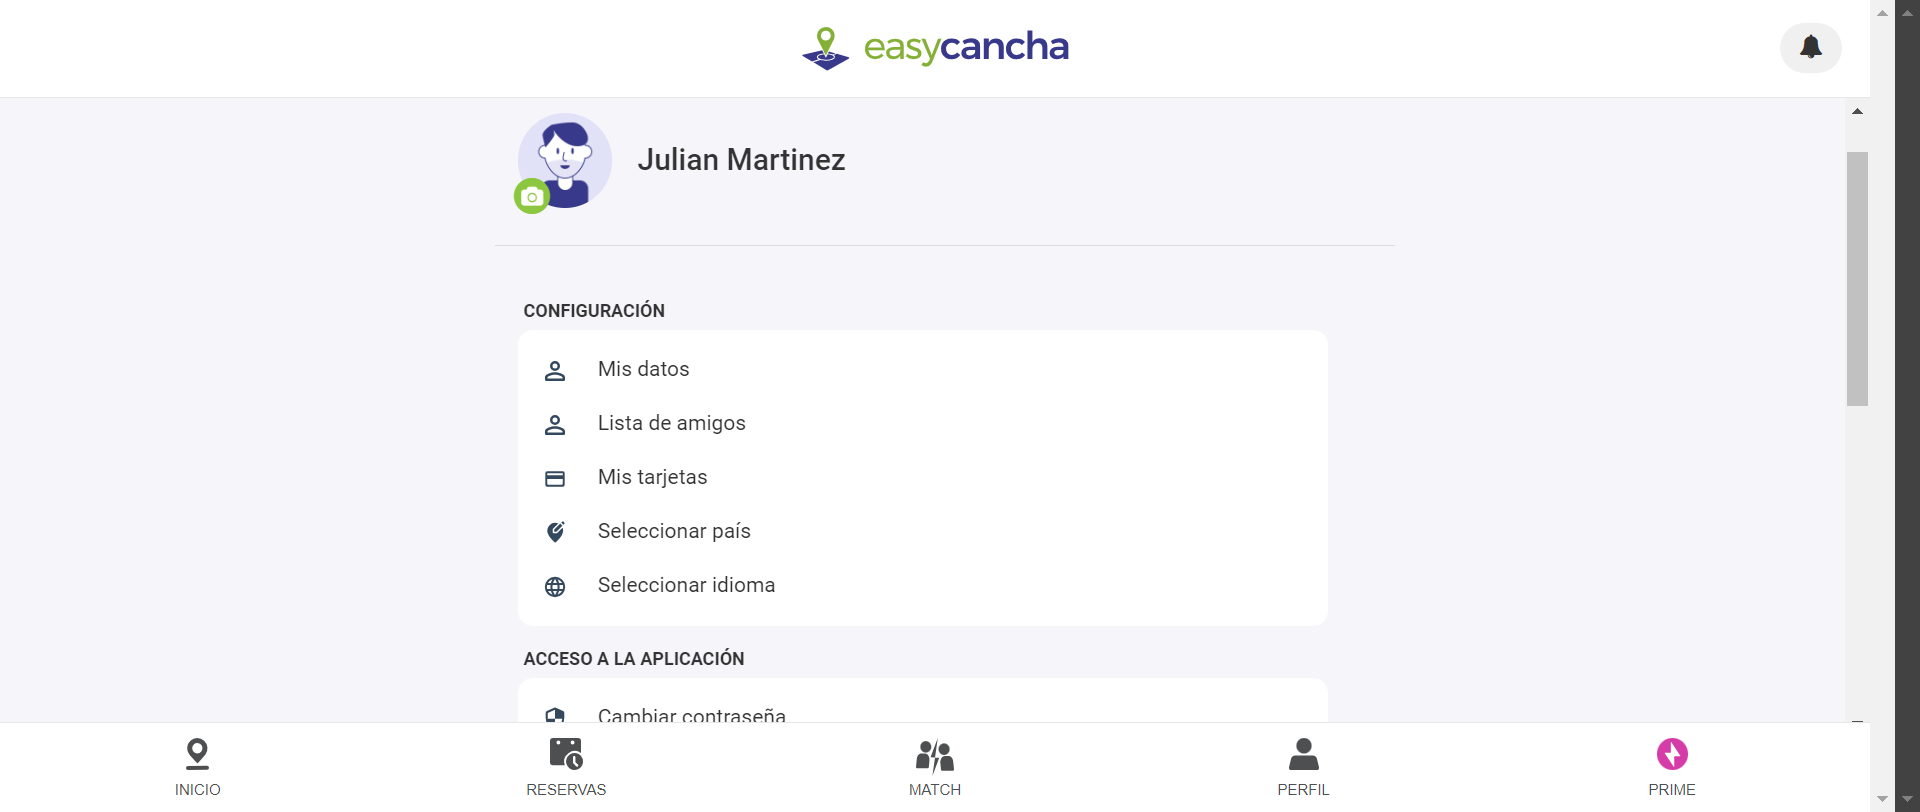 easycancha
Julian Martinez
CONFIGURACIÓN
Mis datos
Lista de amigos
Mis tarjetas
Seleccionar país
Seleccionar idioma
ACCESO A LA APLICACIÓN
Cambiar contraseña
INICIO
RESERVAS
MATCH
PERFIL
PRIME